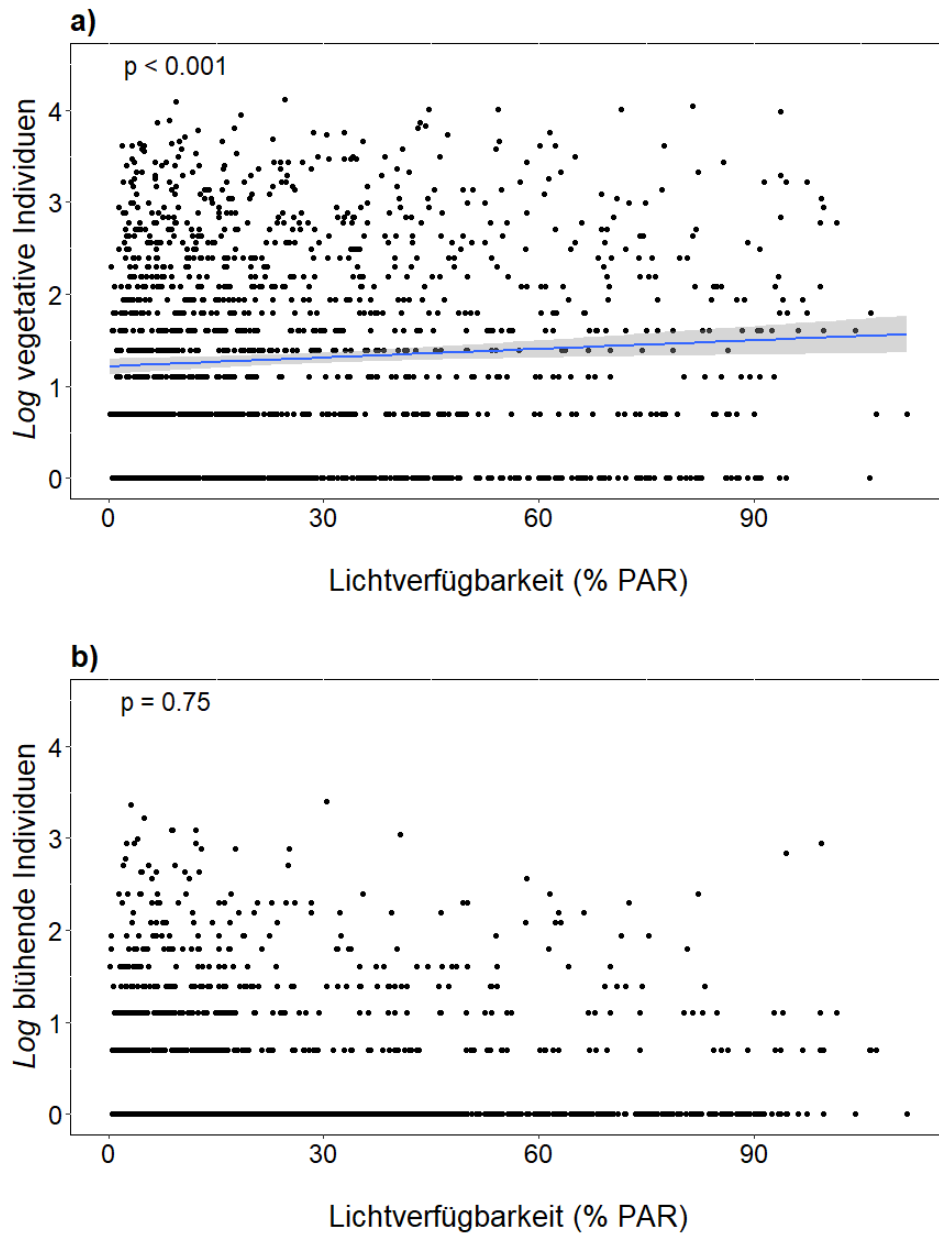 a)
p < 0.001
4
3
2
1
0
Log vegetative Individuen
0 30 60 90
Lichtverfügbarkeit (% PAR)
b)
p = 0.75
4
3
2
1
0
Log blühende Individuen
0 30 60 90
Lichtverfügbarkeit (% PAR)